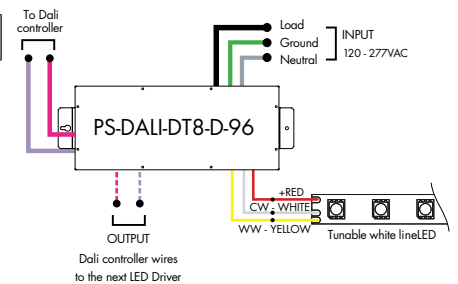 To Dali
controller
Load
Ground
Neutral
INPUT
120 - 277VAC
PS-DALI-DT8-D-96
+RED
CW - WHITE
WW - YELLOW
Tunable white lineLED
OUTPUT
Dali controller wires
to the next LED Driver